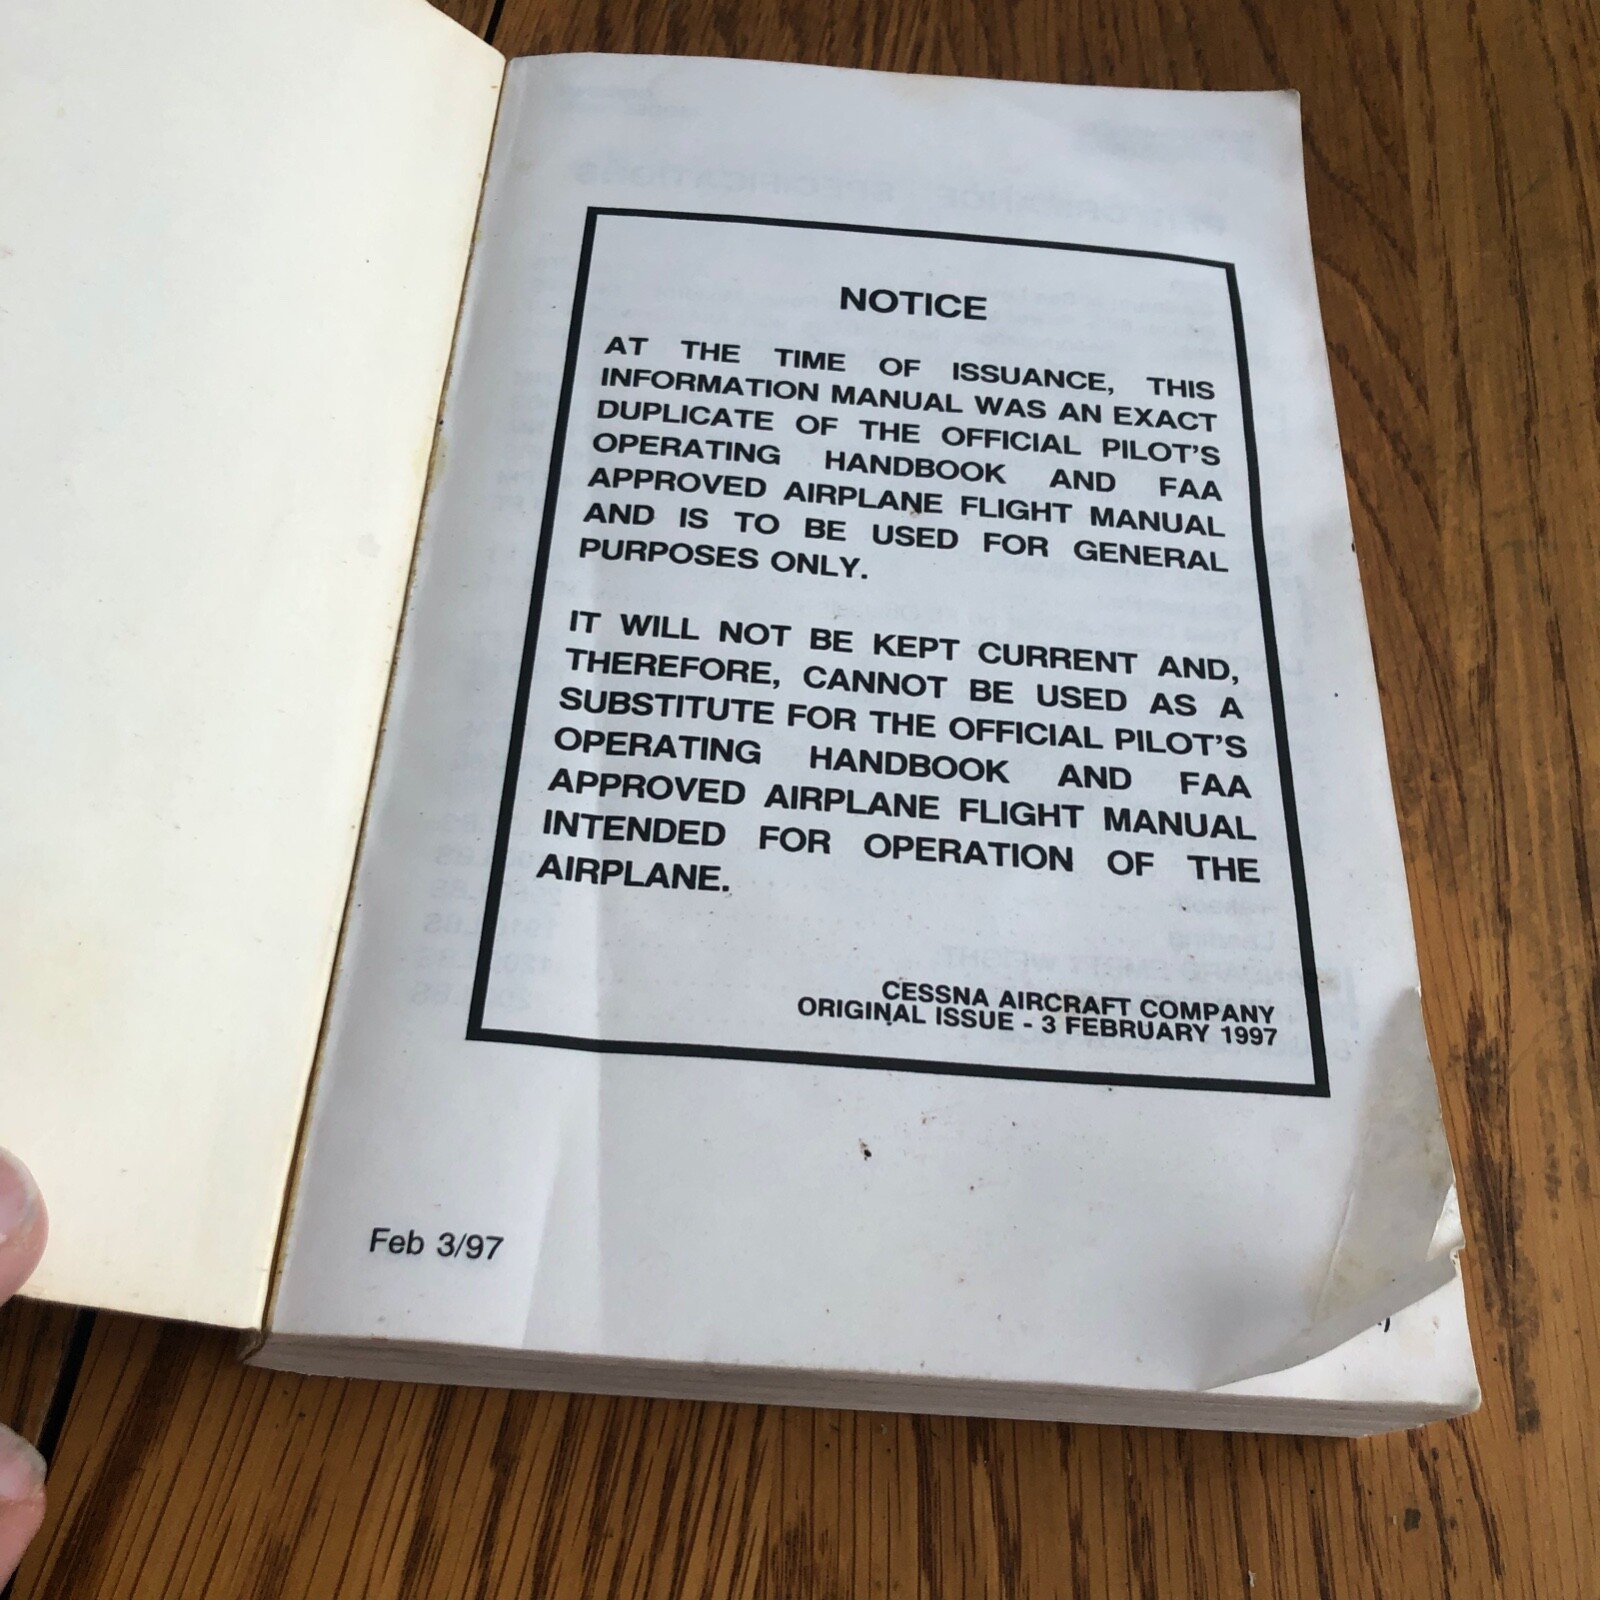 NOTICE
AT THE TIME OF ISSUANCE, THIS
INFORMATION MANUAL WAS AN EXACT
DUPLICATE OF THE OFFICIAL PILOT'S
OPERATING HANDBOOK AND FAA
APPROVED AIRPLANE FLIGHT MANUAL
AND IS TO BE USED FOR GENERAL
PURPOSES ONLY.
IT WILL NOT BE KEPT CURRENT AND,
THEREFORE, CANNOT BE USED AS A
SUBSTITUTE FOR THE OFFICIAL PILOT'S
OPERATING HANDBOOK AND FAA
APPROVED AIRPLANE FLIGHT MANUAL
INTENDED FOR OPERATION OF THE
AIRPLANE.
CESSNA AIRCRAFT COMPANY
ORIGINAL ISSUE - 3 FEBRUARY 1997
Feb 3/97